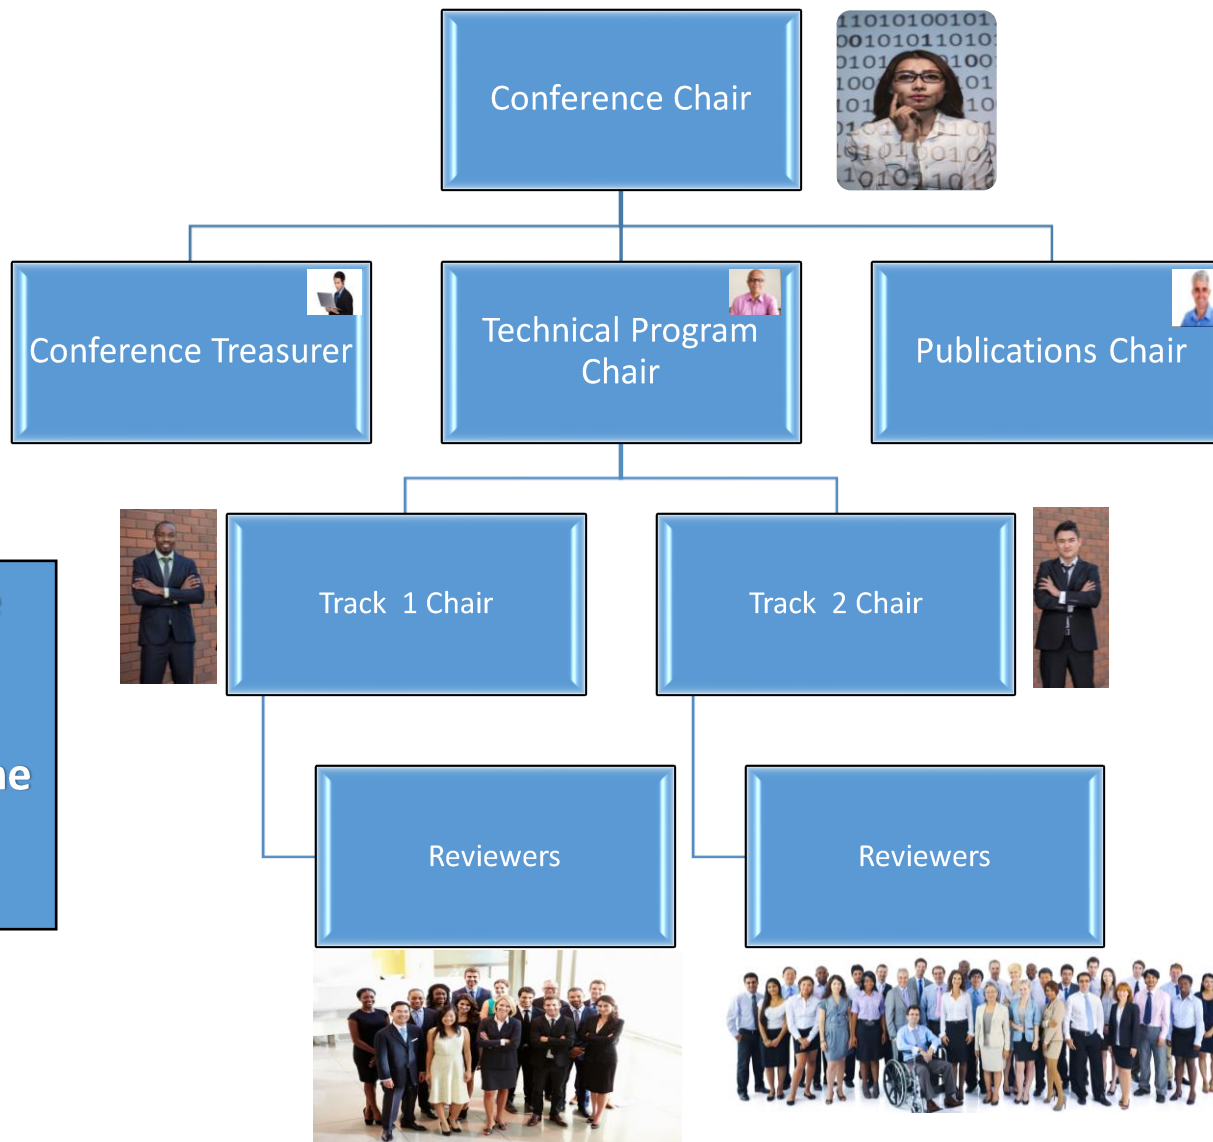 Conference Chair
Conference Treasurer
Technical Program
Chair
Publications Chair
Track 1 Chair
Track 2 Chair
Reviewers
Reviewers